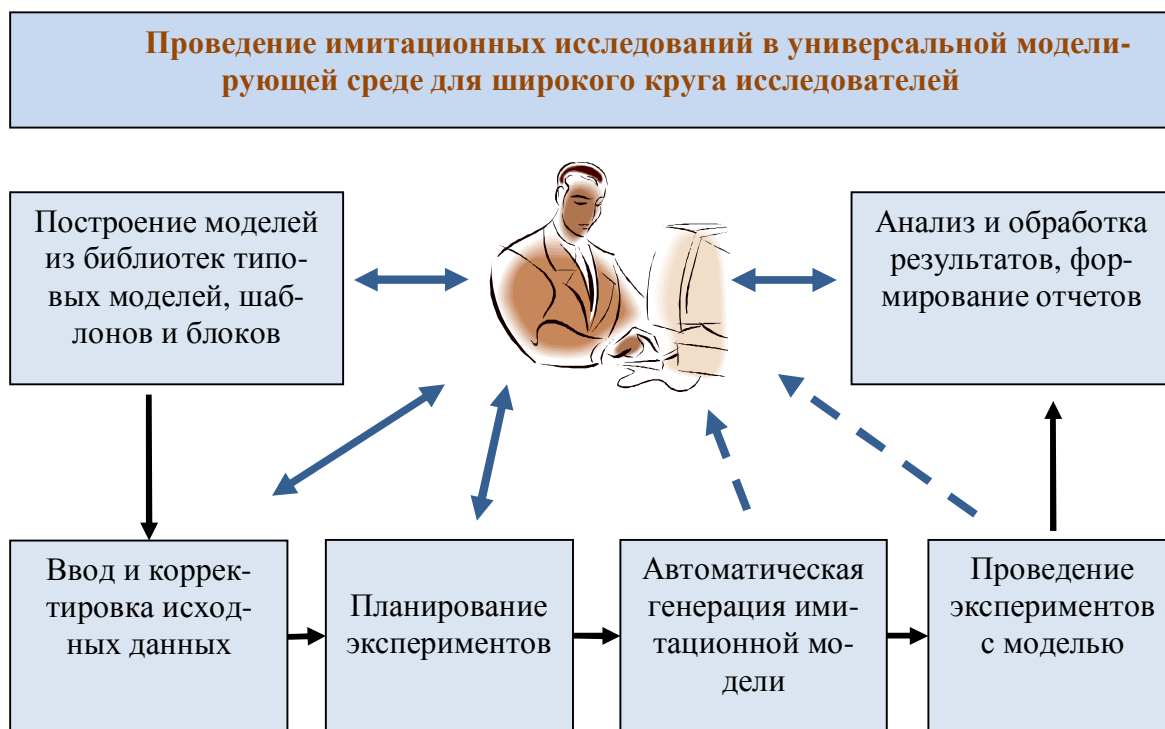 Проведение имитационных исследований в универсальной модели-
рующей среде для широкого круга исследователей
Построение моделей
из библиотек типо-
вых моделей, шаб-
лонов и блоков
Анализ и обработка
результатов, фор-
мирование отчетов
Ввод и коррек-
тировка исход-
ных данных
Планирование
экспериментов
Автоматическая
генерация ими-
тационной мо-
дели
Проведение
экспериментов
с моделью